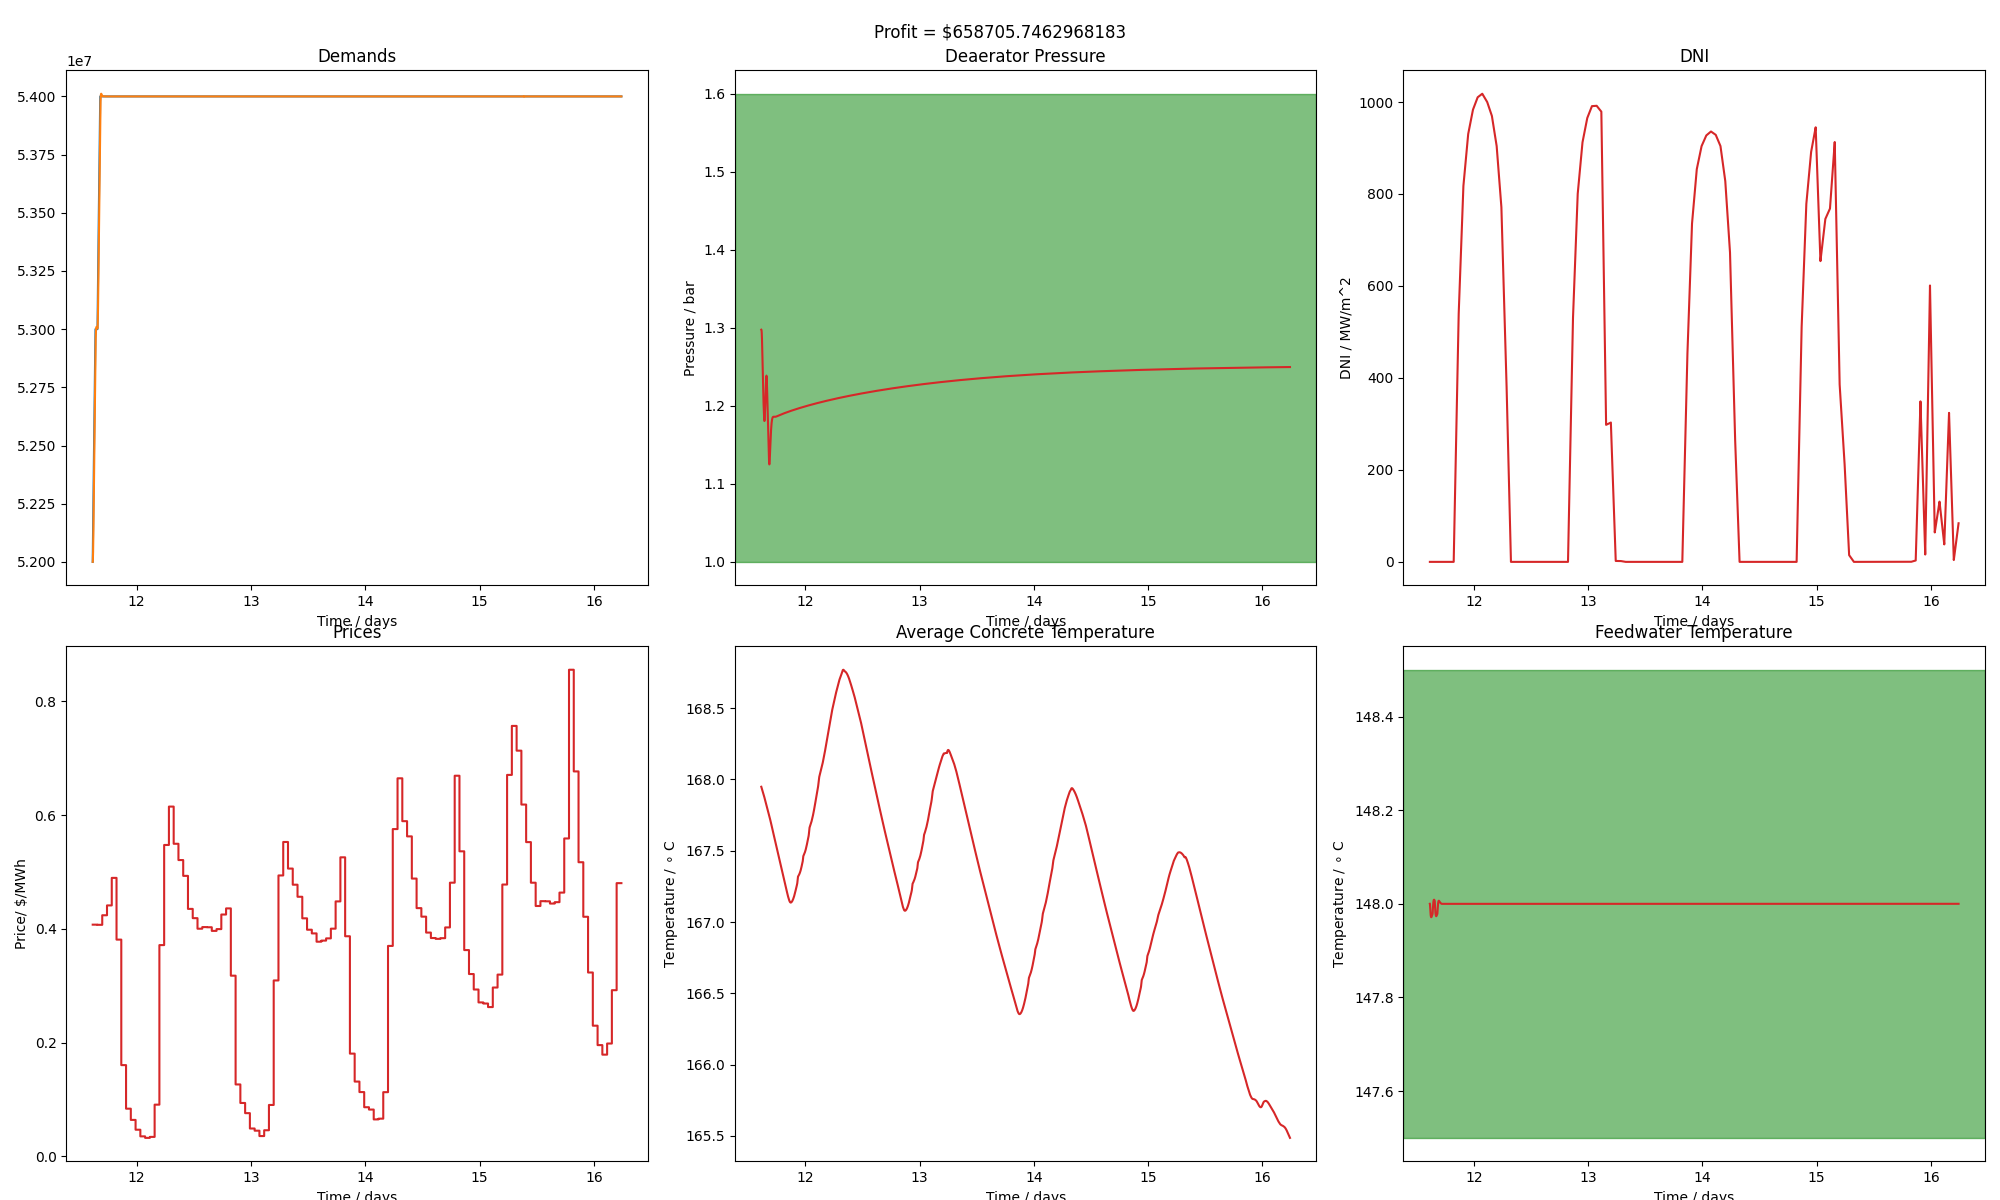 Profit = $658705.7462968183
Demands
1e7
5.400
5.375
5.350
5.325
5.300
5.275
5.250
5.225
5.200
12 13 14 15 16
Time / days
Deaerator Pressure
Pressure / bar
1.6
1.5
1.4
1.3
1.2
1.1
1.0
12 13 14 15 16
Time / days
DNI
DNI / MW/m^2
1000
800
600
400
200
0
12 13 14 15 16
Time / days
Prices
Price/ $/MWh
0.8
0.6
0.4
0.2
0.0
12 13 14 15 16
Time / days
Average Concrete Temperature
Temperature / ∘ C
168.5
168.0
167.5
167.0
166.5
166.0
165.5
12 13 14 15 16
Time / days
Feedwater Temperature
Temperature / ∘ C
148.4
148.2
148.0
147.8
147.6
12 13 14 15 16
Time / days